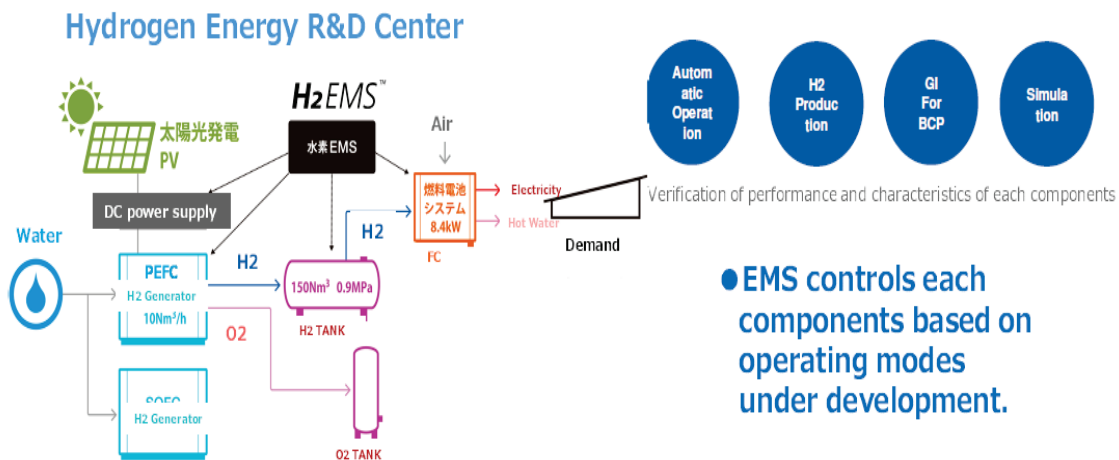 Hydrogen Energy R&D Center
H2EMS™
太陽光発電
PV
水素EMS
Air
DC power supply
燃料電池
システム
8.4kW
FC
Electricity
Hot Water
Demand
Water
PEFC
H2 Generator
10Nm³/h
H2
H2
O2
150Nm³ 0.9MPa
H2 TANK
H2 Generator
O2 TANK
Autom
atic
Operat
ion
H2
Produc
tion
GI
For
BCP
Simula
tion
Verification of performance and characteristics of each components
●EMS controls each
components based on
operating modes
under development.